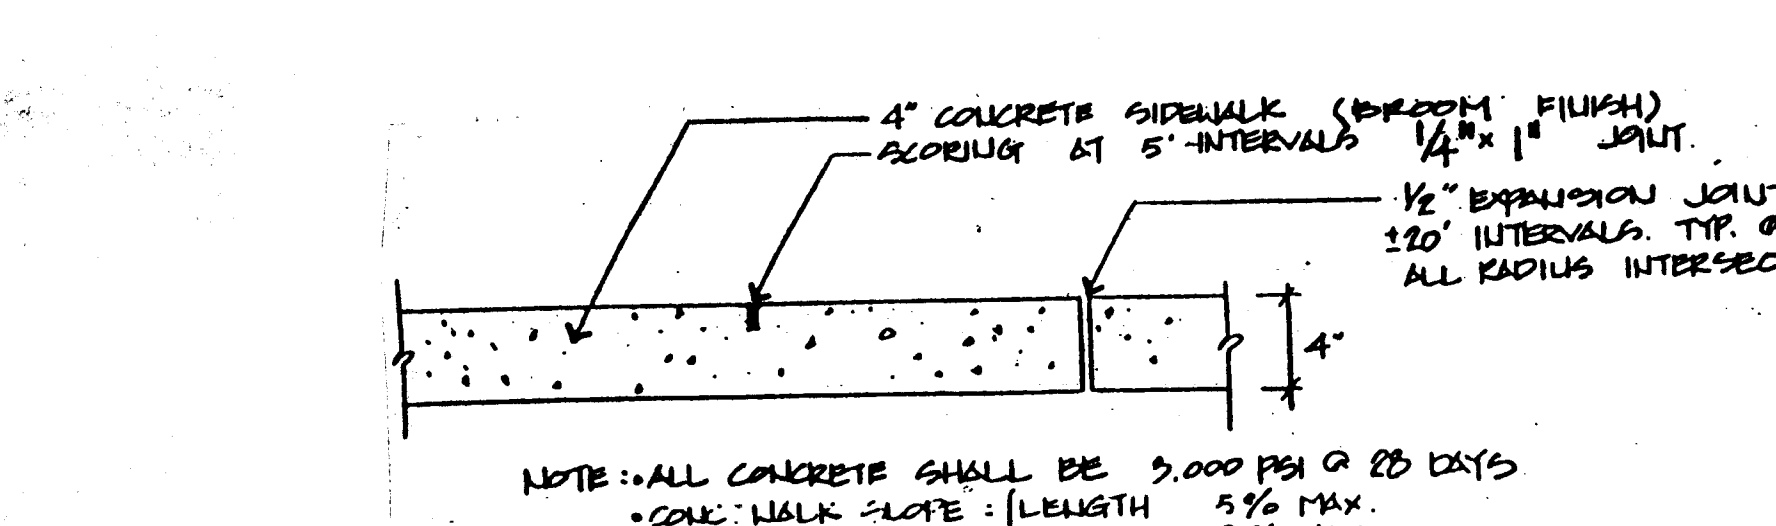 4" CONCRETE SIDEWALK (BROOM FINISH)
SCORING AT 5' INTERVALS 1/4" x 1" JOINT.
1/2" EXPANSION JOINT
±20' INTERVALS. TYP. @
ALL RADIUS INTERSEC
4"
NOTE: • ALL CONCRETE SHALL BE 3,000 PSI @ 28 DAYS
• CONC. WALK SLOPE : LENGTH 5% MAX.